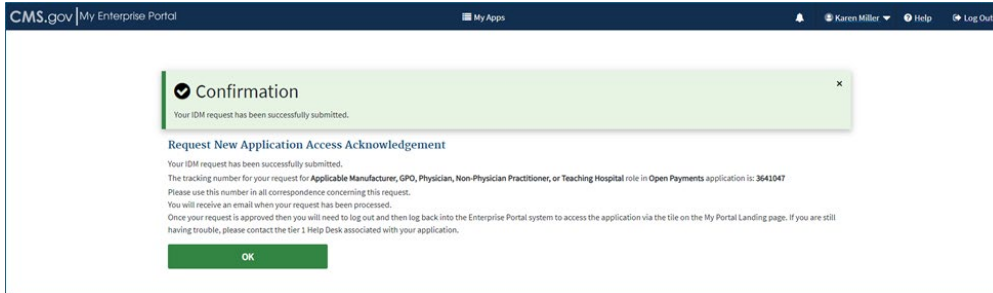 CMS.gov My Enterprise Portal My Apps Karen Miller Help Log Out
Confirmation
Your IDM request has been successfully submitted.
Request New Application Access Acknowledgement
Your IDM request has been successfully submitted.
The tracking number for your request for Applicable Manufacturer, GPO, Physician, Non-Physician Practitioner, or Teaching Hospital role in Open Payments application is: 3641047
Please use this number in all correspondence concerning this request.
You will receive an email when your request has been processed.
Once your request is approved then you will need to log out and then log back into the Enterprise Portal system to access the application via the tile on the My Portal Landing page. If you are still
having trouble, please contact the tier 1 Help Desk associated with your application.
OK